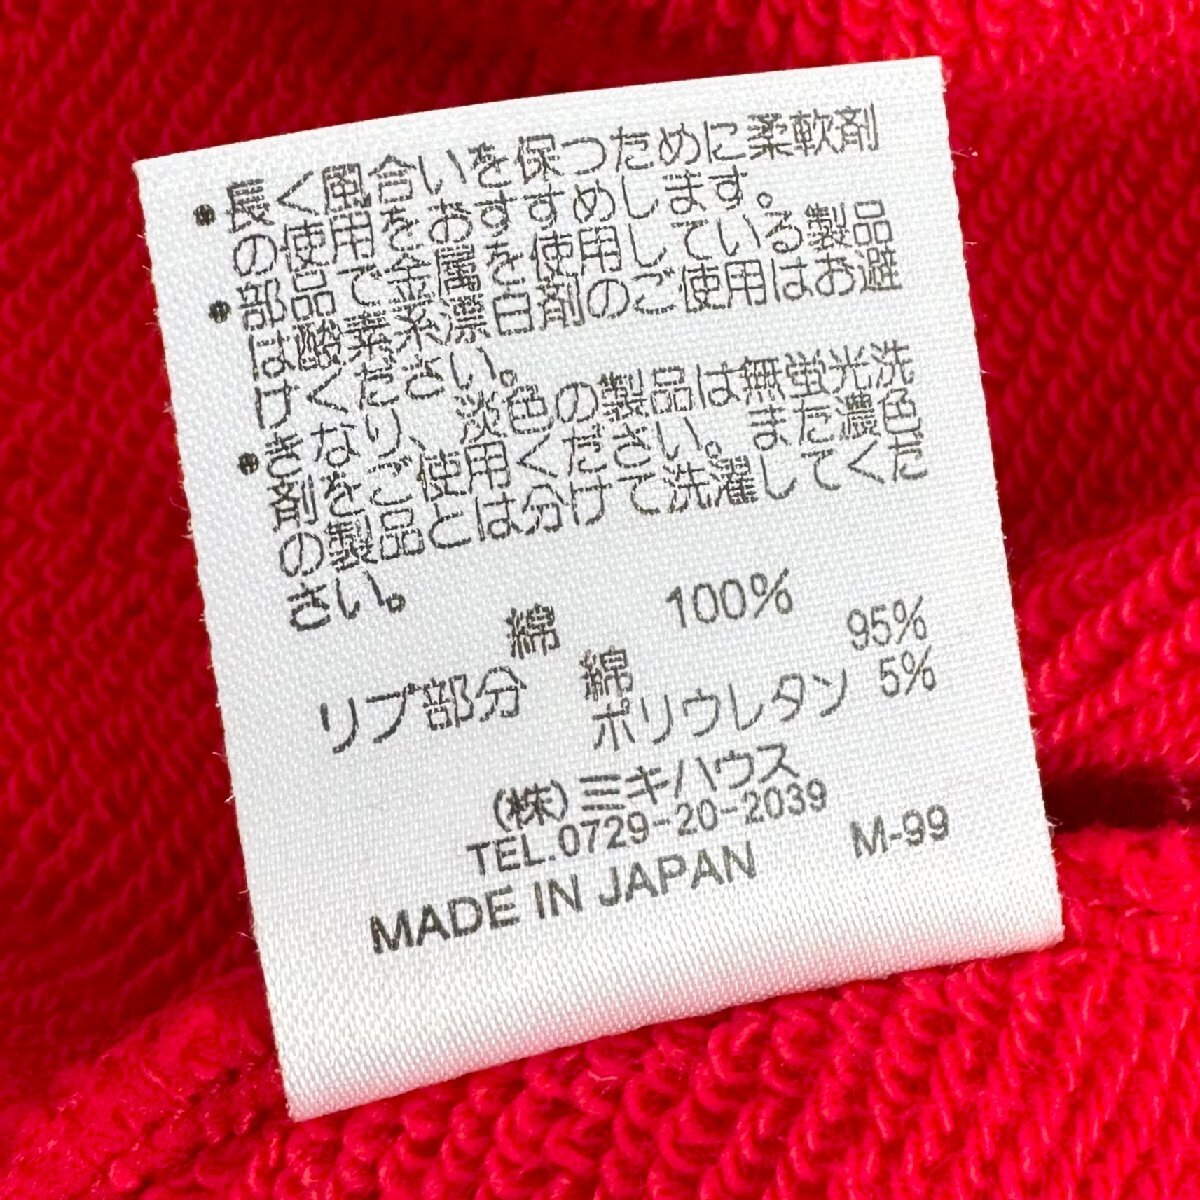 •長く風合いを保つために柔軟剤
の使用をおすすめします。
•部品で金属を使用している製品
は酸素系漂白剤のご使用はお避
けください。
•きなり、淡色の製品は無蛍光洗
剤をご使用ください。また濃色
の製品とは分けて洗濯してくだ
さい。
綿 100%
リブ部分 綿 95%
ポリウレタン 5%
(株)ミキハウス
TEL.0729-20-2039
MADE IN JAPAN M-99